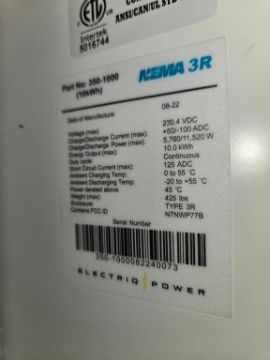 ETL
Intertek
5016744
ANSI/CAN/UL STD
Part No: 350-1000
(10kWh)
NEMA 3R
Date of Manufacture: 08-22
Voltage (max): 230.4 VDC
Charge/Discharge Current (max): +50/-100 ADC
Charge/Discharge Power (max): 5,760/11,520 W
Energy Output (max): 10.0 kWh
Duty Cycle: Continuous
Short Circuit Current (max): 125 ADC
Ambient Charging Temp: 0 to 55 °C
Ambient Discharging Temp: -20 to +55 °C
Power derated above 45 °C
Weight (max): 425 lbs
Enclosure: TYPE 3R
Contains FCC ID N7NWP77B
Serial Number
350-1000082240073
ELECTRIQ POWER